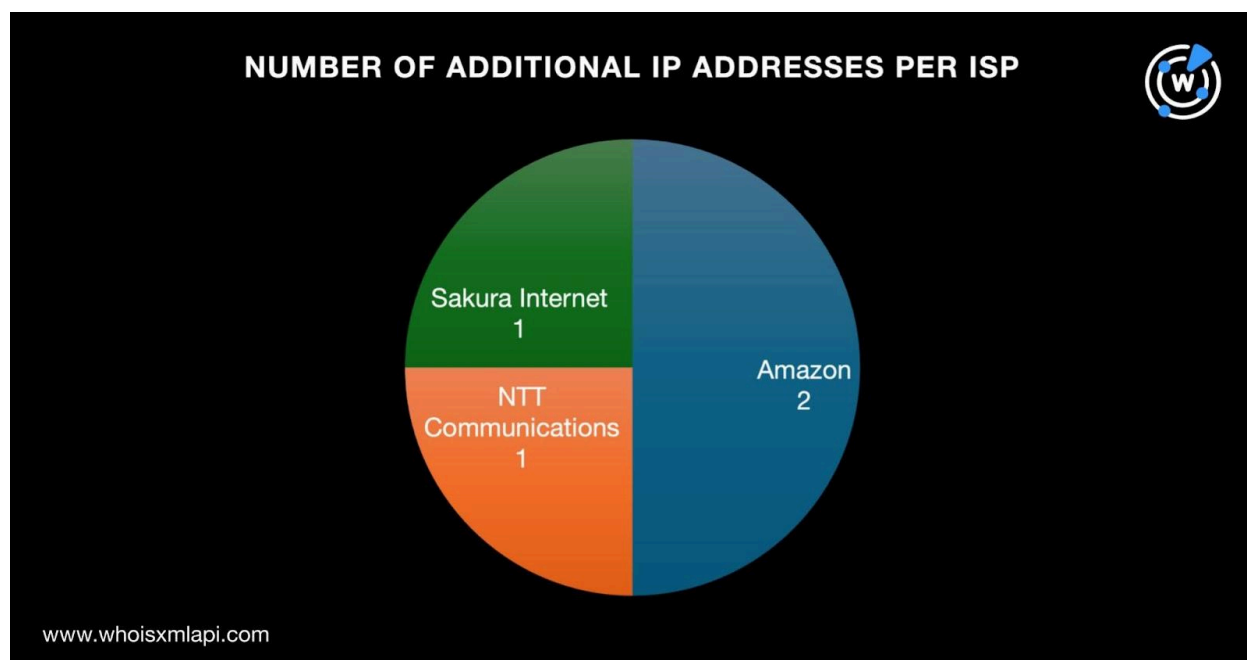 NUMBER OF ADDITIONAL IP ADDRESSES PER ISP
W
Sakura Internet
1
Amazon
2
NTT
Communications
1
www.whoisxmlapi.com